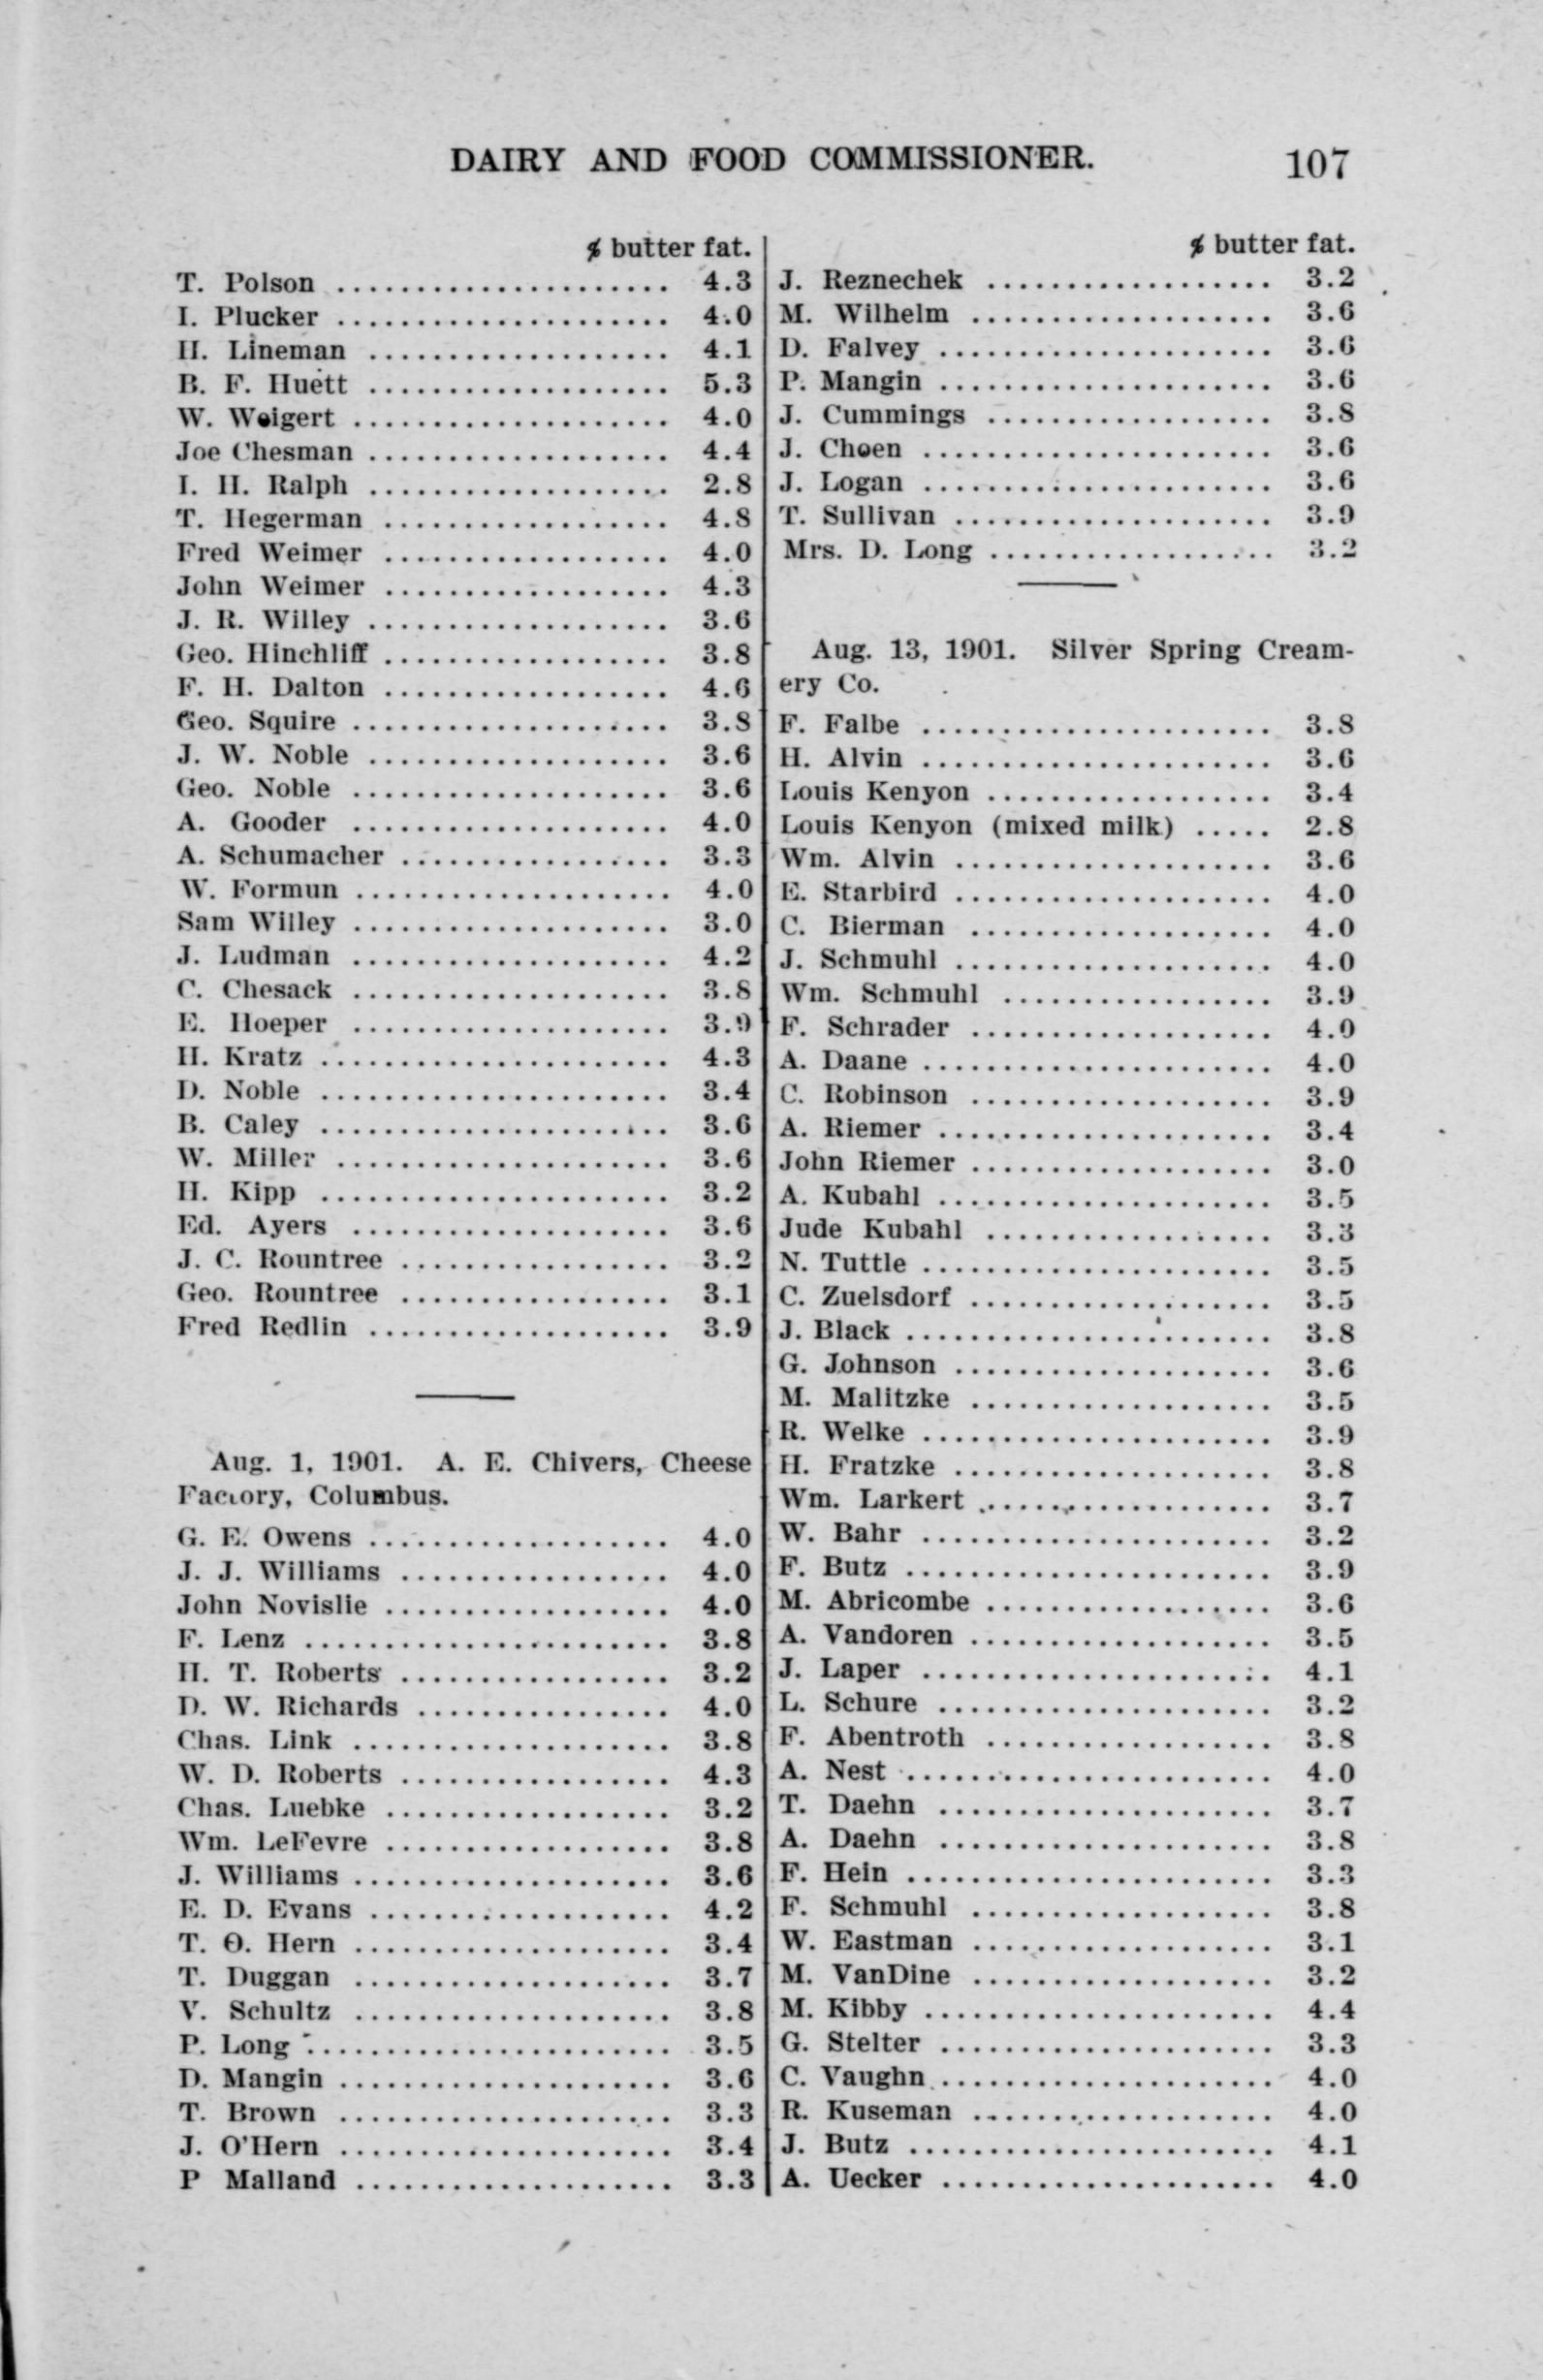 DAIRY AND FOOD COMMISSIONER. 107
% butter fat.
T. Polson ..................... 4.3
I. Plucker ..................... 4.0
H. Lineman ................... 4.1
B. F. Huett ................... 5.3
W. Weigert .................... 4.0
Joe Chesman ................... 4.4
I. H. Ralph ................... 2.8
T. Hegerman .................. 4.8
Fred Weimer .................. 4.0
John Weimer .................. 4.3
J. R. Willey ................... 3.6
Geo. Hinchliff .................. 3.8
F. H. Dalton .................. 4.6
Geo. Squire .................... 3.8
J. W. Noble ................... 3.6
Geo. Noble .................... 3.6
A. Gooder .................... 4.0
A. Schumacher ................. 3.3
W. Formun .................... 4.0
Sam Willey .................... 3.0
J. Ludman .................... 4.2
C. Chesack .................... 3.8
E. Hoeper .................... 3.9
H. Kratz ...................... 4.3
D. Noble ...................... 3.4
B. Caley ...................... 3.6
W. Miller ..................... 3.6
H. Kipp ...................... 3.2
Ed. Ayers .................... 3.6
J. C. Rountree ................. 3.2
Geo. Rountree ................. 3.1
Fred Redlin ................... 3.9
Aug. 1, 1901. A. E. Chivers, Cheese
Factory, Columbus.
G. E. Owens ................... 4.0
J. J. Williams ................. 4.0
John Novislie .................. 4.0
F. Lenz ....................... 3.8
H. T. Roberts ................. 3.2
D. W. Richards ................ 4.0
Chas. Link .................... 3.8
W. D. Roberts ................. 4.3
Chas. Luebke .................. 3.2
Wm. LeFevre .................. 3.8
J. Williams .................... 3.6
E. D. Evans ................... 4.2
T. O. Hern .................... 3.4
T. Duggan .................... 3.7
V. Schultz .................... 3.8
P. Long ....................... 3.5
D. Mangin ..................... 3.6
T. Brown ..................... 3.3
J. O'Hern ..................... 3.4
P Malland .................... 3.3
% butter fat.
J. Reznechek .................. 3.2
M. Wilhelm ................... 3.6
D. Falvey ..................... 3.6
P. Mangin ..................... 3.6
J. Cummings .................. 3.8
J. Choen ...................... 3.6
J. Logan ...................... 3.6
T. Sullivan .................... 3.9
Mrs. D. Long .................. 3.2
Aug. 13, 1901. Silver Spring Cream-
ery Co.
F. Falbe ...................... 3.8
H. Alvin ...................... 3.6
Louis Kenyon .................. 3.4
Louis Kenyon (mixed milk) ..... 2.8
Wm. Alvin .................... 3.6
E. Starbird .................... 4.0
C. Bierman ................... 4.0
J. Schmuhl .................... 4.0
Wm. Schmuhl ................. 3.9
F. Schrader ................... 4.0
A. Daane ...................... 4.0
C. Robinson ................... 3.9
A. Riemer ..................... 3.4
John Riemer ................... 3.0
A. Kubahl ..................... 3.5
Jude Kubahl .................. 3.3
N. Tuttle ...................... 3.5
C. Zuelsdorf ................... 3.5
J. Black ....................... 3.8
G. Johnson .................... 3.6
M. Malitzke ................... 3.5
R. Welke ...................... 3.9
H. Fratzke .................... 3.8
Wm. Larkert .................. 3.7
W. Bahr ...................... 3.2
F. Butz ....................... 3.9
M. Abricombe .................. 3.6
A. Vandoren ................... 3.5
J. Laper ...................... 4.1
L. Schure ..................... 3.2
F. Abentroth .................. 3.8
A. Nest ....................... 4.0
T. Daehn ..................... 3.7
A. Daehn ..................... 3.8
F. Hein ....................... 3.3
F. Schmuhl ................... 3.8
W. Eastman ................... 3.1
M. VanDine ................... 3.2
M. Kibby ...................... 4.4
G. Stelter ..................... 3.3
C. Vaughn ..................... 4.0
R. Kuseman ................... 4.0
J. Butz ....................... 4.1
A. Uecker ..................... 4.0